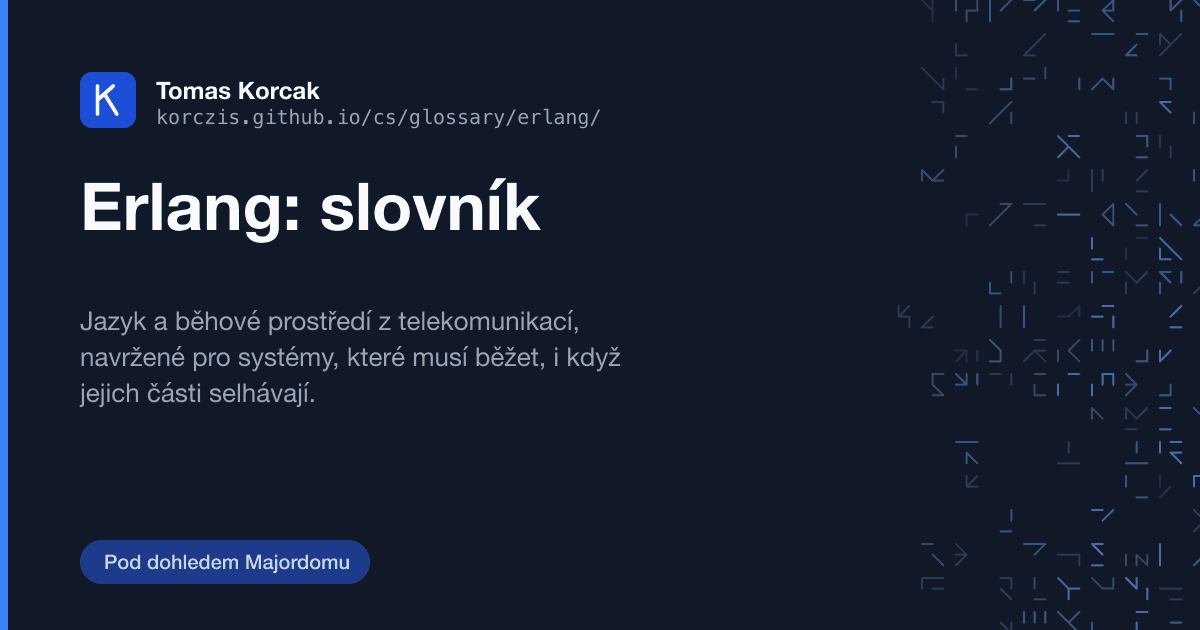 K
Tomas Korcak
korczis.github.io/cs/glossary/erlang/
Erlang: slovník
Jazyk a běhové prostředí z telekomunikací,
navržené pro systémy, které musí běžet, i když
jejich části selhávají.
Pod dohledem Majordomu